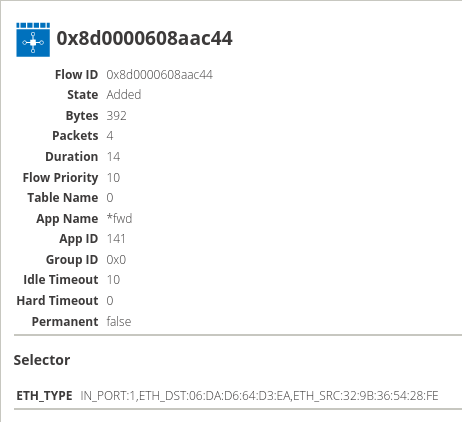 0x8d0000608aac44
Flow ID 0x8d0000608aac44
State Added
Bytes 392
Packets 4
Duration 14
Flow Priority 10
Table Name 0
App Name *fwd
App ID 141
Group ID 0x0
Idle Timeout 10
Hard Timeout 0
Permanent false
Selector
ETH_TYPE IN_PORT:1,ETH_DST:06:DA:D6:64:D3:EA,ETH_SRC:32:9B:36:54:28:FE